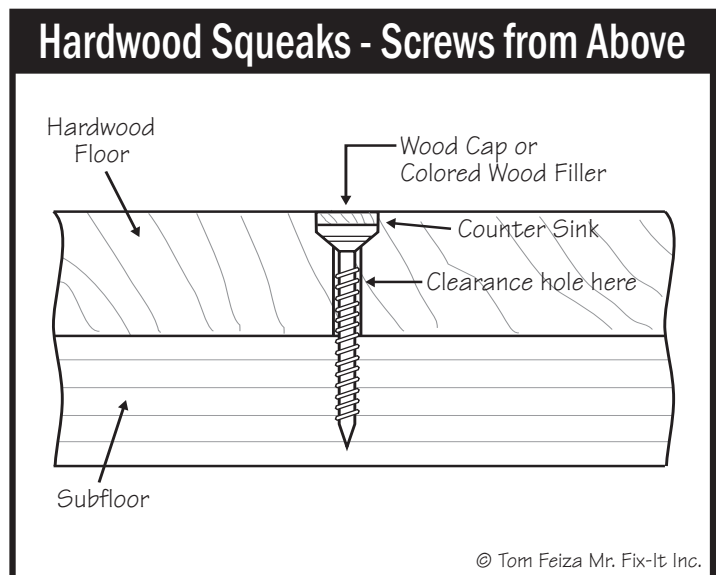 Hardwood Squeaks - Screws from Above
Hardwood
Floor
Wood Cap or
Colored Wood Filler
Counter Sink
Clearance hole here
Subfloor
© Tom Feiza Mr. Fix-It Inc.